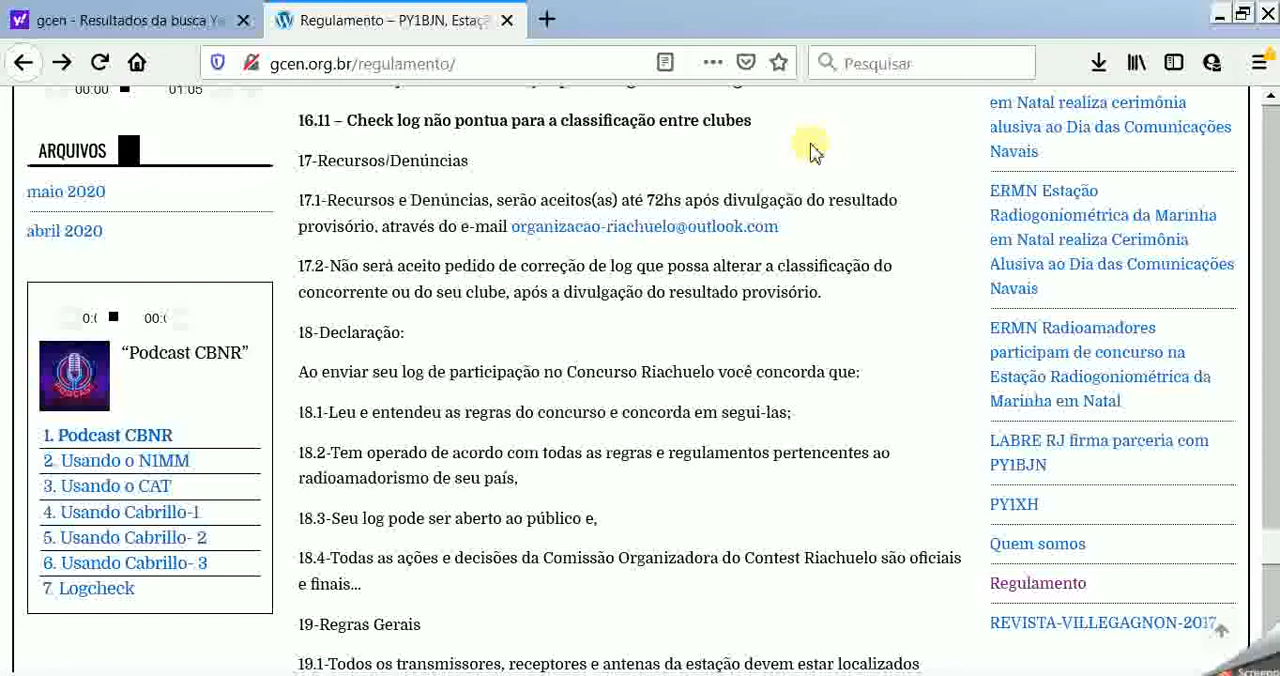 gcen - Resultados da busca Y
Regulamento – PY1BJN, Estaç
gcen.org.br/regulamento/
Pesquisar
00:00
01:05
ARQUIVOS
maio 2020
abril 2020
0:
00:
“Podcast CBNR”
1. Podcast CBNR
2. Usando o N1MM
3. Usando o CAT
4. Usando Cabrillo-1
5. Usando Cabrillo- 2
6. Usando Cabrillo- 3
7. Logcheck
16.11 – Check log não pontua para a classificação entre clubes
17-Recursos/Denúncias
17.1-Recursos e Denúncias, serão aceitos(as) até 72hs após divulgação do resultado
provisório, através do e-mail organizacao-riachuelo@outlook.com
17.2-Não será aceito pedido de correção de log que possa alterar a classificação do
concorrente ou do seu clube, após a divulgação do resultado provisório.
18-Declaração:
Ao enviar seu log de participação no Concurso Riachuelo você concorda que:
18.1-Leu e entendeu as regras do concurso e concorda em segui-las;
18.2-Tem operado de acordo com todas as regras e regulamentos pertencentes ao
radioamadorismo de seu país,
18.3-Seu log pode ser aberto ao público e,
18.4-Todas as ações e decisões da Comissão Organizadora do Contest Riachuelo são oficiais
e finais...
19-Regras Gerais
19.1-Todos os transmissores, receptores e antenas da estação devem estar localizados
em Natal realiza cerimônia
alusiva ao Dia das Comunicações
Navais
ERMN Estação
Radiogoniométrica da Marinha
em Natal realiza Cerimônia
Alusiva ao Dia das Comunicações
Navais
ERMN Radioamadores
participam de concurso na
Estação Radiogoniométrica da
Marinha em Natal
LABRE RJ firma parceria com
PY1BJN
PY1XH
Quem somos
Regulamento
REVISTA-VILLEGAGNON-2017